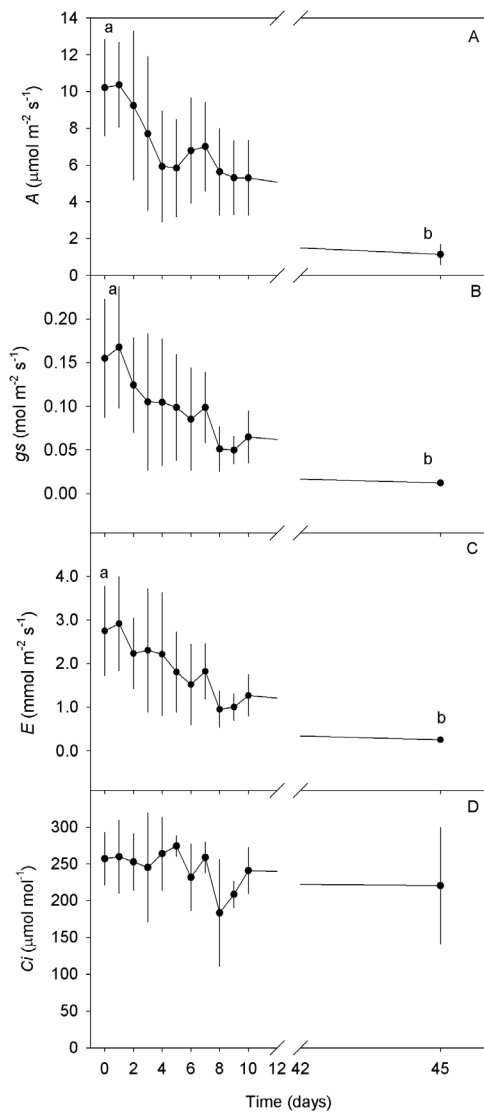 14
a
A
12
10
8
6
4
2
b
0
A (μmol m⁻² s⁻¹)
a
B
0.20
0.15
0.10
0.05
b
0.00
gs (mol m⁻² s⁻¹)
C
a
4.0
3.0
2.0
1.0
b
0.0
E (mmol m⁻² s⁻¹)
D
300
250
200
150
100
50
0
Ci (μmol mol⁻¹)
0 2 4 6 8 10 12 42 45
Time (days)